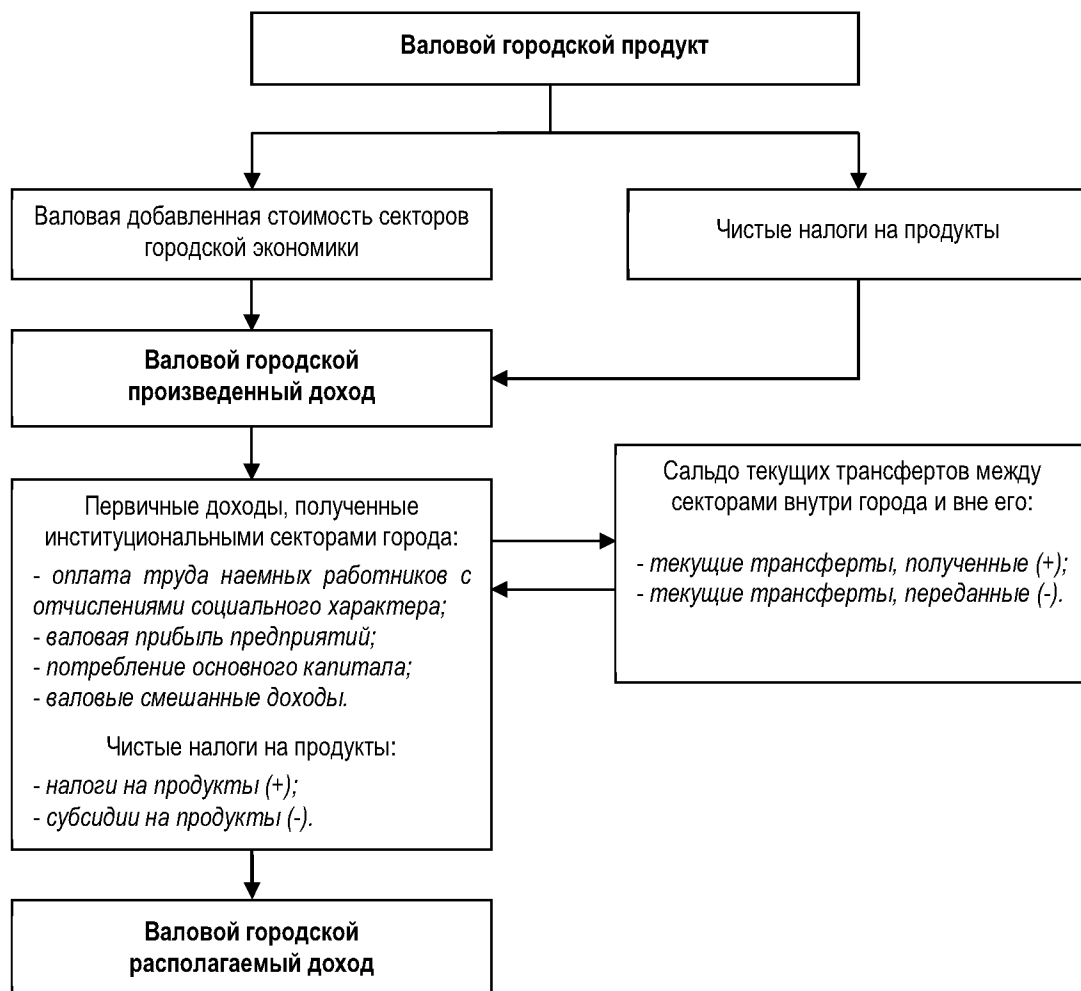 Валовой городской продукт
Валовая добавленная стоимость секторов
городской экономики
Чистые налоги на продукты
Валовой городской
произведенный доход
Первичные доходы, полученные
институциональными секторами города:
- оплата труда наемных работников с
отчислениями социального характера;
- валовая прибыль предприятий;
- потребление основного капитала;
- валовые смешанные доходы.
Чистые налоги на продукты:
- налоги на продукты (+);
- субсидии на продукты (-).
Сальдо текущих трансфертов между
секторами внутри города и вне его:
- текущие трансферты, полученные (+);
- текущие трансферты, переданные (-).
Валовой городской
располагаемый доход